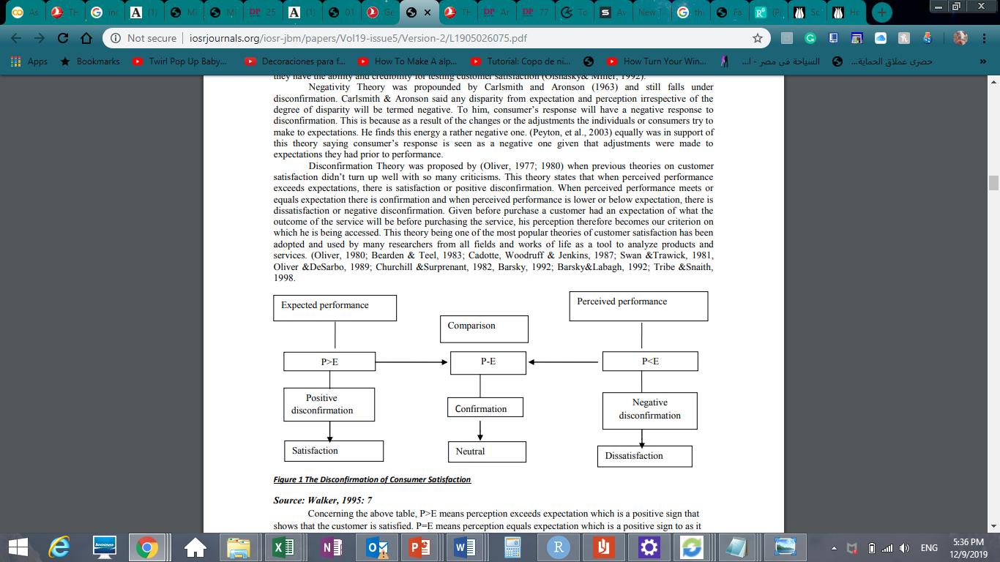 As
TH
inc
(1)
Mi
M
DP 25
(1)
01
Ge
TH
DP Ar
DP 77
To
Av
New T
th
Fa
(P
Sc
Ho
Not secure | iosrjournals.org/iosr-jbm/papers/Vol19-issue5/Version-2/L1905026075.pdf
Apps Bookmarks Twirl Pop Up Baby... Decoraciones para f... How To Make A alp... Tutorial: Copo de ni... How Turn Your Win... السياحة فى مصر - ا... حصرى عملاق الحماية... »
they have the ability and credibility for testing customer satisfaction (Olshasky& Miller, 1992).
Negativity Theory was propounded by Carlsmith and Aronson (1963) and still falls under
disconfirmation. Carlsmith & Aronson said any disparity from expectation and perception irrespective of the
degree of disparity will be termed negative. To him, consumer's response will have a negative response to
disconfirmation. This is because as a result of the changes or the adjustments the individuals or consumers try to
make to expectations. He finds this energy a rather negative one. (Peyton, et al., 2003) equally was in support of
this theory saying consumer's response is seen as a negative one given that adjustments were made to
expectations they had prior to performance.
Disconfirmation Theory was proposed by (Oliver, 1977; 1980) when previous theories on customer
satisfaction didn't turn up well with so many criticisms. This theory states that when perceived performance
exceeds expectations, there is satisfaction or positive disconfirmation. When perceived performance meets or
equals expectation there is confirmation and when perceived performance is lower or below expectation, there is
dissatisfaction or negative disconfirmation. Given before purchase a customer had an expectation of what the
outcome of the service will be before purchasing the service, his perception therefore becomes our criterion on
which he is being accessed. This theory being one of the most popular theories of customer satisfaction has been
adopted and used by many researchers from all fields and works of life as a tool to analyze products and
services. (Oliver, 1980; Bearden & Teel, 1983; Cadotte, Woodruff & Jenkins, 1987; Swan &Trawick, 1981,
Oliver &DeSarbo, 1989; Churchill &Surprenant, 1982, Barsky, 1992; Barsky&Labagh, 1992; Tribe &Snaith,
1998.
Expected performance
Perceived performance
Comparison
P>E
P-E
P<E
Positive
disconfirmation
Confirmation
Negative
disconfirmation
Satisfaction
Neutral
Dissatisfaction
Figure 1 The Disconfirmation of Consumer Satisfaction
Source: Walker, 1995: 7
Concerning the above table, P>E means perception exceeds expectation which is a positive sign that
shows that the customer is satisfied. P=E means perception equals expectation which is a positive sign to as it
lenovo
ENG
5:36 PM
12/9/2019